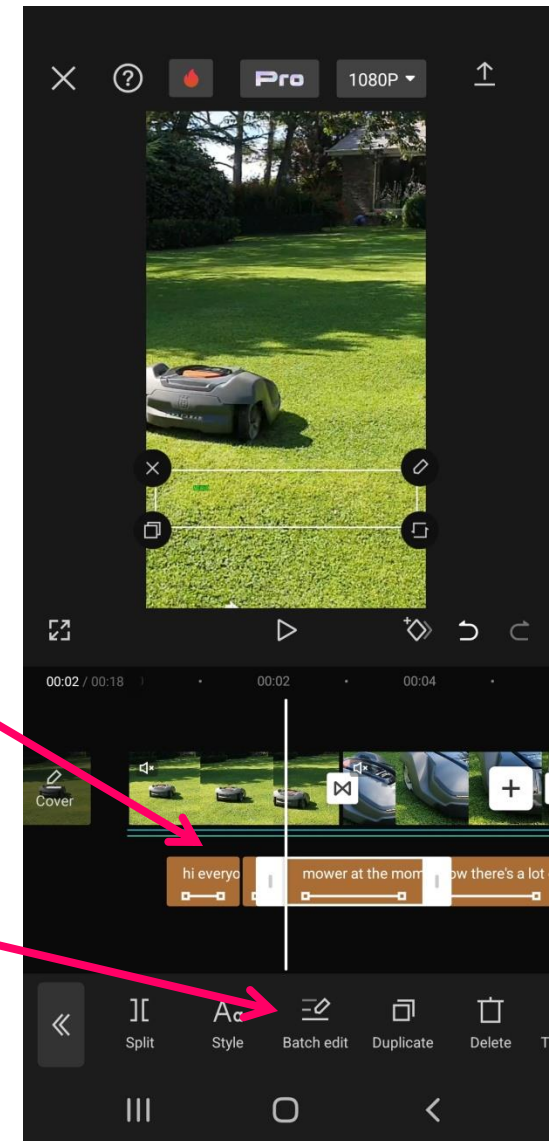 Pro
1080P
00:02 / 00:18
00:02
00:04
Cover
hi everyo
mower at the mom
ow there's a lot
Split
Style
Batch edit
Duplicate
Delete
T